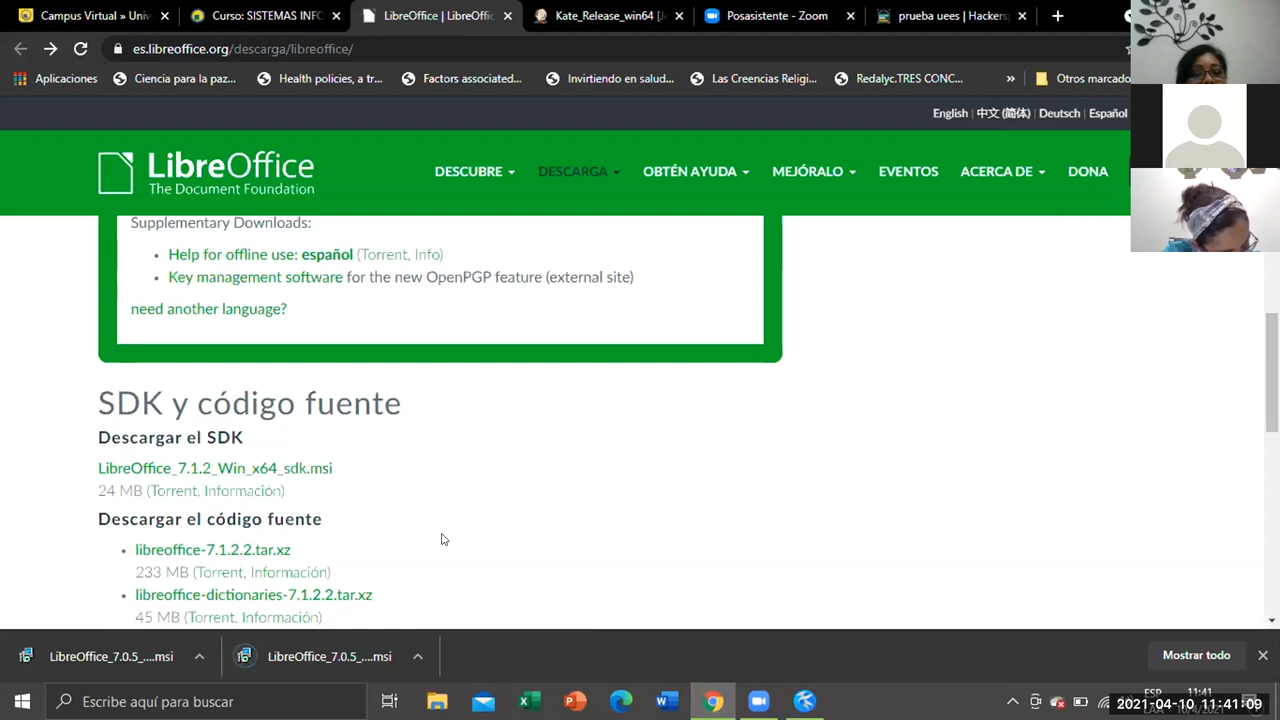 Campus Virtual » Unive
Curso: SISTEMAS INFO
LibreOffice | LibreOffic
Kate_Release_win64 [
Posasistente - Zoom
prueba uees | Hackers
es.libreoffice.org/descarga/libreoffice/
Aplicaciones
Ciencia para la paz...
Health policies, a tr...
Factors associated...
Invirtiendo en salud...
Las Creencias Religi...
Redalyc.TRES CONC...
»
Otros marcado
English | 中文 (简体) | Deutsch | Español
LibreOffice
The Document Foundation
DESCUBRE
DESCARGA
OBTÉN AYUDA
MEJÓRALO
EVENTOS
ACERCA DE
DONA
Supplementary Downloads:
Help for offline use: español (Torrent, Info)
Key management software for the new OpenPGP feature (external site)
need another language?
SDK y código fuente
Descargar el SDK
LibreOffice_7.1.2_Win_x64_sdk.msi
24 MB (Torrent, Información)
Descargar el código fuente
libreoffice-7.1.2.2.tar.xz
233 MB (Torrent, Información)
libreoffice-dictionaries-7.1.2.2.tar.xz
45 MB (Torrent, Información)
LibreOffice_7.0.5_....msi
LibreOffice_7.0.5_....msi
Mostrar todo
Escribe aquí para buscar
ESP
11:41
2021-04-10 11:41:09